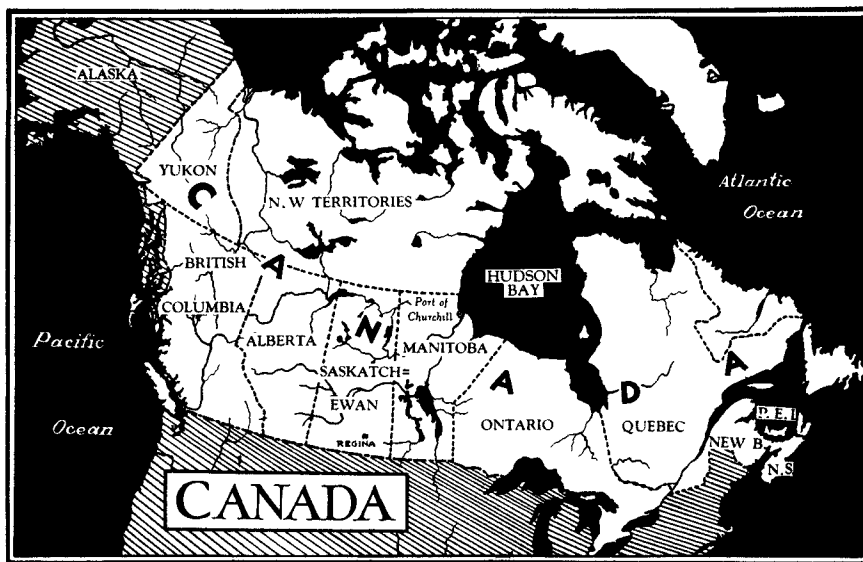 ALASKA
YUKON
C
N.W TERRITORIES
Atlantic
Ocean
BRITISH
COLUMBIA
A
HUDSON
BAY
Port of
Churchill
N
ALBERTA
MANITOBA
Pacific
Ocean
SASKATCH=
EWAN
A
ONTARIO
D
QUEBEC
A
P.E.I
NEW B.
N.S
REGINA
CANADA